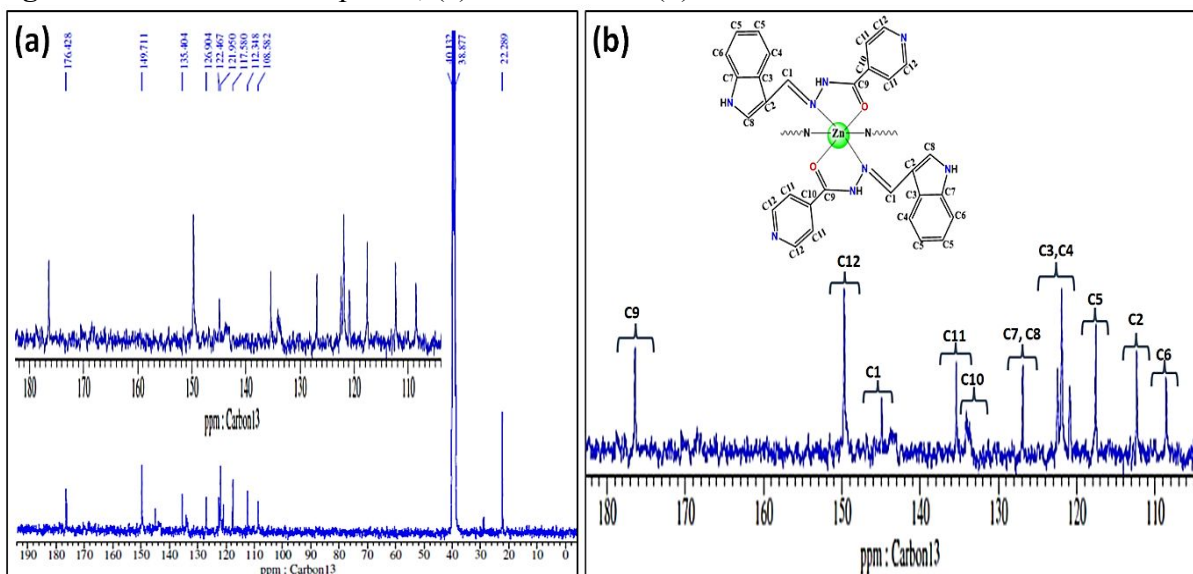 (a)
176.428
149.711
135.404
126.904
122.467
121.950
117.580
112.348
108.582
40.132
38.877
22.289
180 170 160 150 140 130 120 110
ppm : Carbon13
190 180 170 160 150 140 130 120 110 100 90 80 70 60 50 40 30 20 10 0
ppm : Carbon13
(b)
C5 C5
C6 C4
C7 C3 C1
HN C2
C8
NH
N
C9
O
C10
C11 C12
N
C11 C12
N Zn N
O
N
C9 NH
C10
C11
C12
N
C12
C11
C1
C2 C8
NH
C3 C7
C4 C6
C5 C5
C9
C12
C1
C11
C10
C7, C8
C3,C4
C5
C2
C6
180 170 160 150 140 130 120 110
ppm : Carbon13